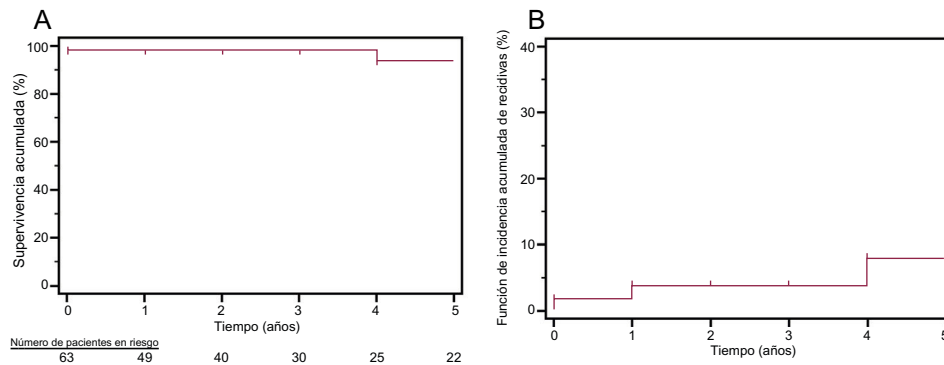 A
Supervivencia acumulada (%)
100
80
60
40
20
0
0 1 2 3 4 5
Tiempo (años)
Número de pacientes en riesgo
63 49 40 30 25 22
B
Función de incidencia acumulada de recidivas (%)
40
30
20
10
0
0 1 2 3 4 5
Tiempo (años)